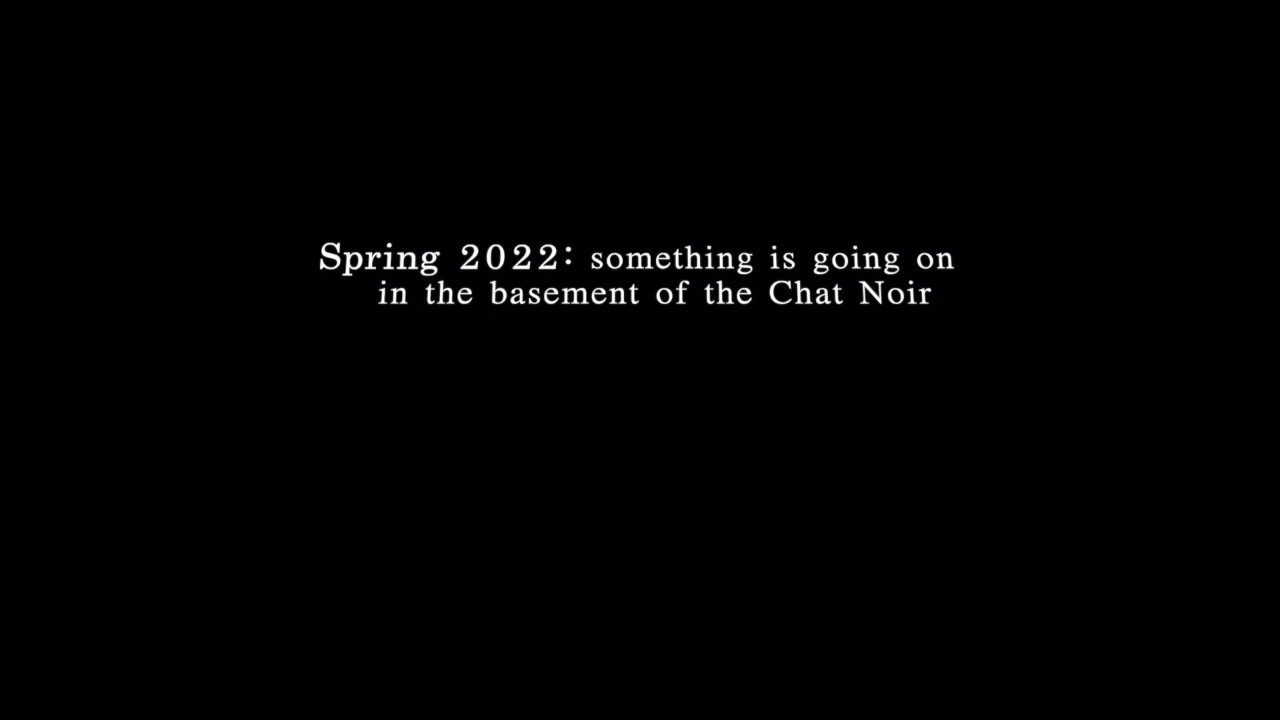 Spring 2022: something is going on
in the basement of the Chat Noir